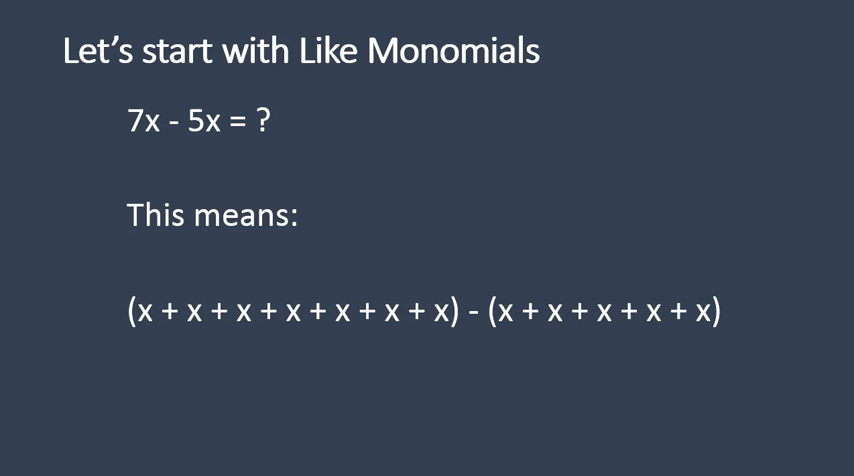 Let’s start with Like Monomials
7x - 5x = ?
This means:
(x + x + x + x + x + x + x) - (x + x + x + x + x)